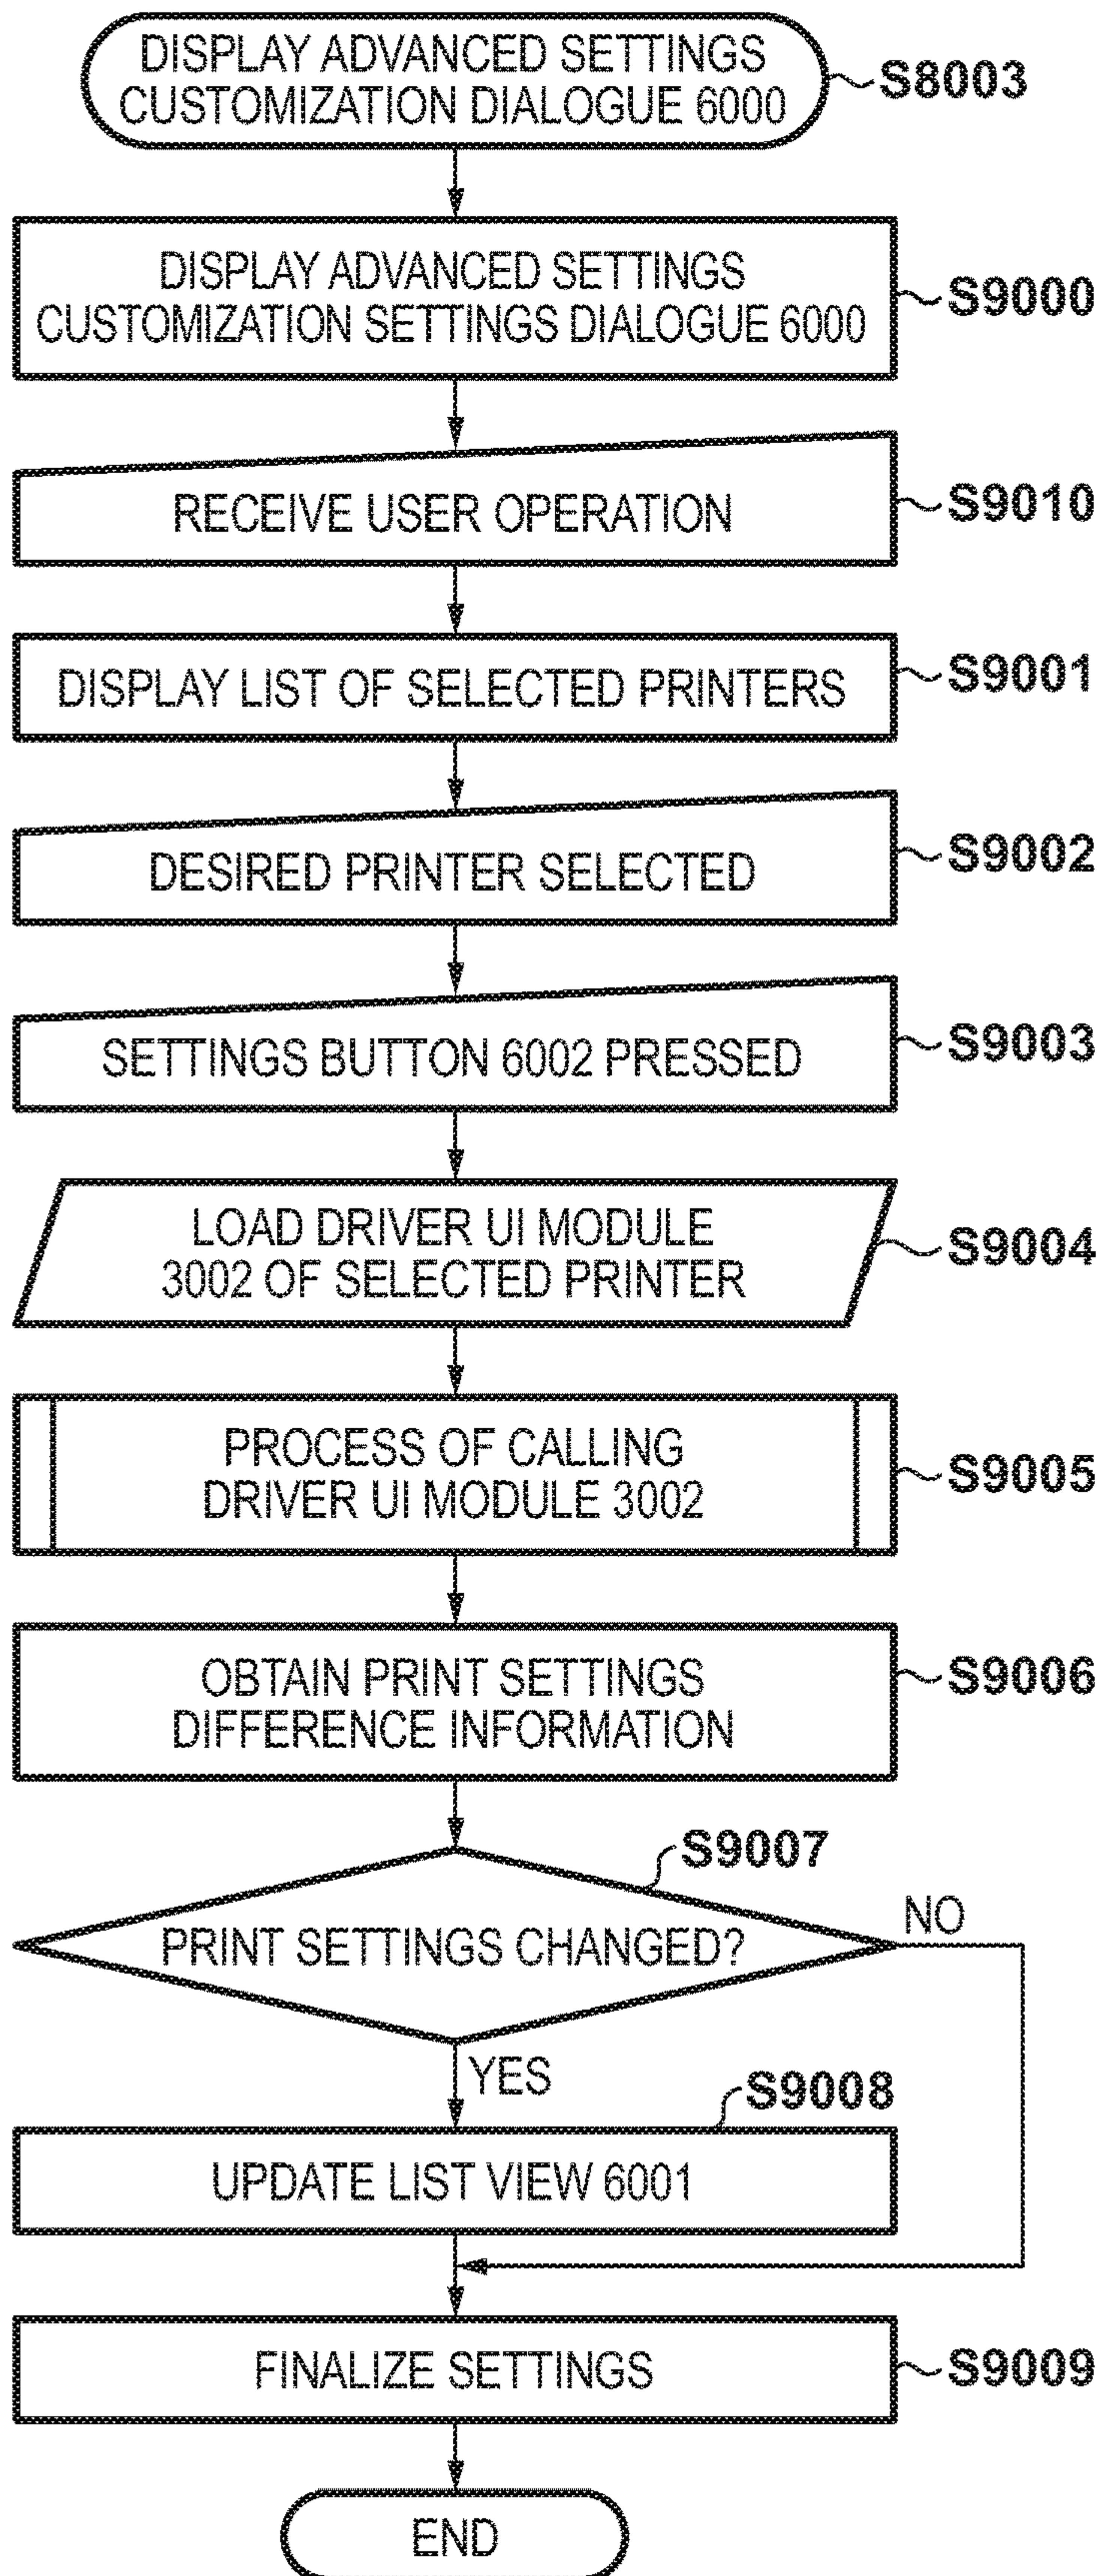 DISPLAY ADVANCED SETTINGS
CUSTOMIZATION DIALOGUE 6000
S8003
DISPLAY ADVANCED SETTINGS
CUSTOMIZATION SETTINGS DIALOGUE 6000
S9000
RECEIVE USER OPERATION
S9010
DISPLAY LIST OF SELECTED PRINTERS
S9001
DESIRED PRINTER SELECTED
S9002
SETTINGS BUTTON 6002 PRESSED
S9003
LOAD DRIVER UI MODULE
3002 OF SELECTED PRINTER
S9004
PROCESS OF CALLING
DRIVER UI MODULE 3002
S9005
OBTAIN PRINT SETTINGS
DIFFERENCE INFORMATION
S9006
S9007
PRINT SETTINGS CHANGED?
NO
YES
S9008
UPDATE LIST VIEW 6001
FINALIZE SETTINGS
S9009
END